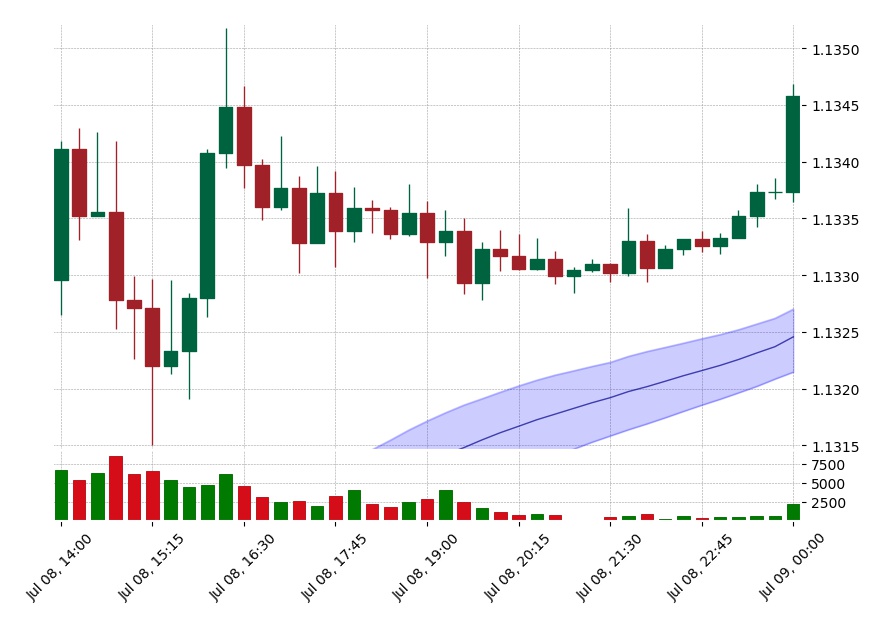 1.1350
1.1345
1.1340
1.1335
1.1330
1.1325
1.1320
1.1315
7500
5000
2500
Jul 08, 14:00
Jul 08, 15:15
Jul 08, 16:30
Jul 08, 17:45
Jul 08, 19:00
Jul 08, 20:15
Jul 08, 21:30
Jul 08, 22:45
Jul 09, 00:00